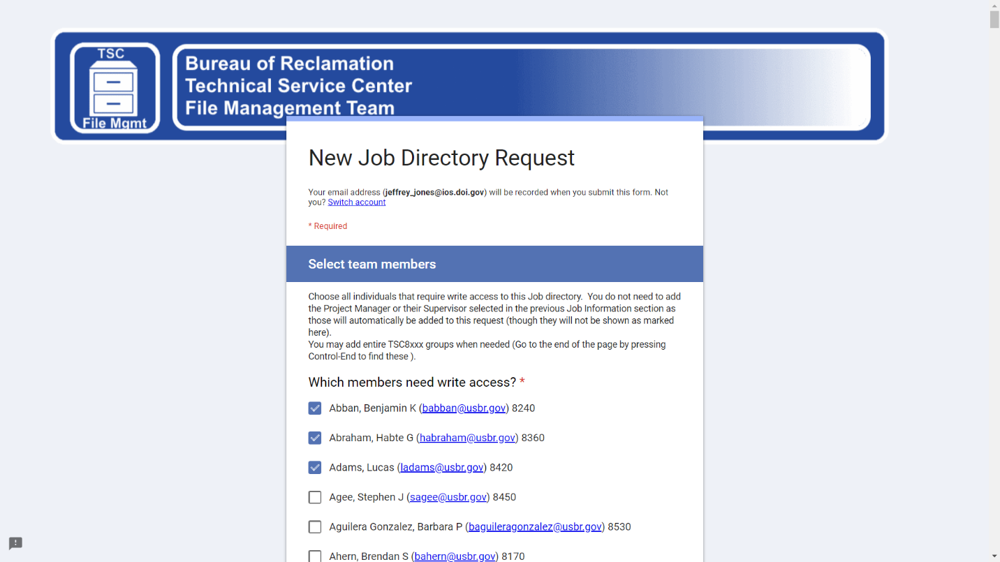 TSC
File Mgmt
Bureau of Reclamation
Technical Service Center
File Management Team
New Job Directory Request
Your email address (jeffrey_jones@ios.doi.gov) will be recorded when you submit this form. Not
you? Switch account
* Required
Select team members
Choose all individuals that require write access to this Job directory.  You do not need to add
the Project Manager or their Supervisor selected in the previous Job Information section as
those will automatically be added to this request (though they will not be shown as marked
here).
You may add entire TSC8xxx groups when needed (Go to the end of the page by pressing
Control-End to find these ).
Which members need write access? *
Abban, Benjamin K (babban@usbr.gov) 8240
Abraham, Habte G (habraham@usbr.gov) 8360
Adams, Lucas (ladams@usbr.gov) 8420
Agee, Stephen J (sagee@usbr.gov) 8450
Aguilera Gonzalez, Barbara P (baguileragonzalez@usbr.gov) 8530
Ahern, Brendan S (bahern@usbr.gov) 8170